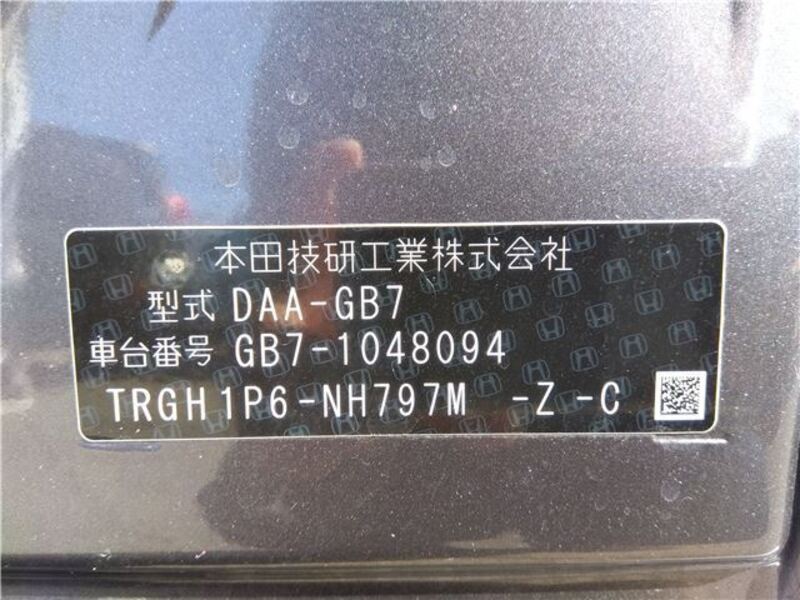 本田技研工業株式会社
型式 DAA-GB7
車台番号 GB7-1048094
TRGH1P6-NH797M -Z-C